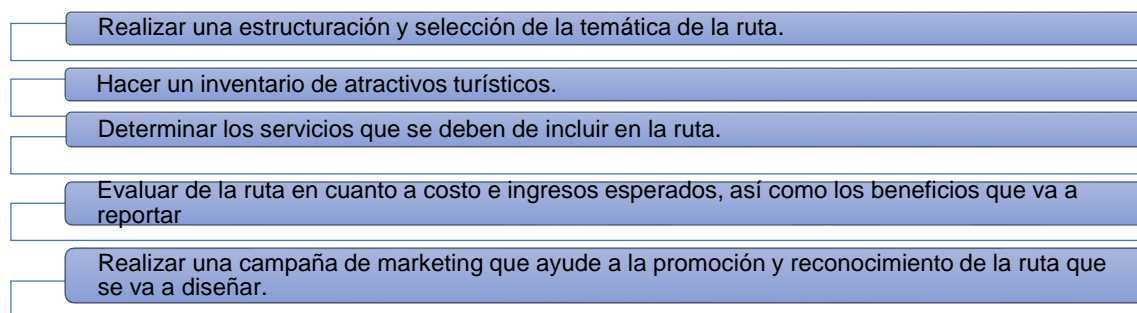 Realizar una estructuración y selección de la temática de la ruta.
Hacer un inventario de atractivos turísticos.
Determinar los servicios que se deben de incluir en la ruta.
Evaluar de la ruta en cuanto a costo e ingresos esperados, así como los beneficios que va a
reportar
Realizar una campaña de marketing que ayude a la promoción y reconocimiento de la ruta que
se va a diseñar.